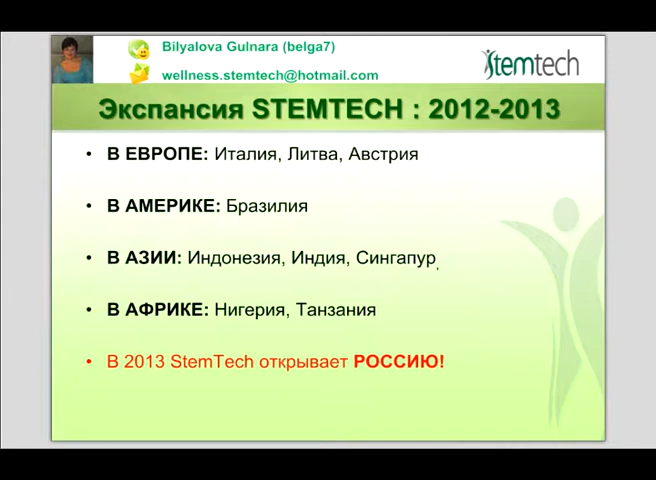 Bilyalova Gulnara (belga7)
wellness.stemtech@hotmail.com
Stemtech
Экспансия STEMTECH : 2012-2013
• В ЕВРОПЕ: Италия, Литва, Австрия
• В АМЕРИКЕ: Бразилия
• В АЗИИ: Индонезия, Индия, Сингапур,
• В АФРИКЕ: Нигерия, Танзания
• В 2013 StemTech открывает РОССИЮ!